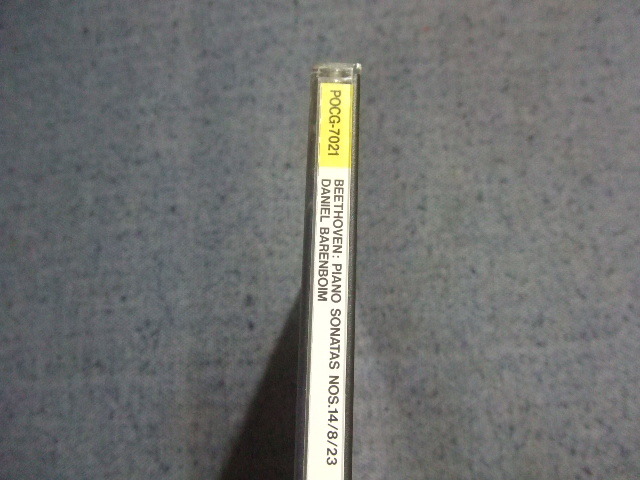 POCG-7021
BEETHOVEN: PIANO SONATAS NOS.14/8/23
DANIEL BARENBOIM